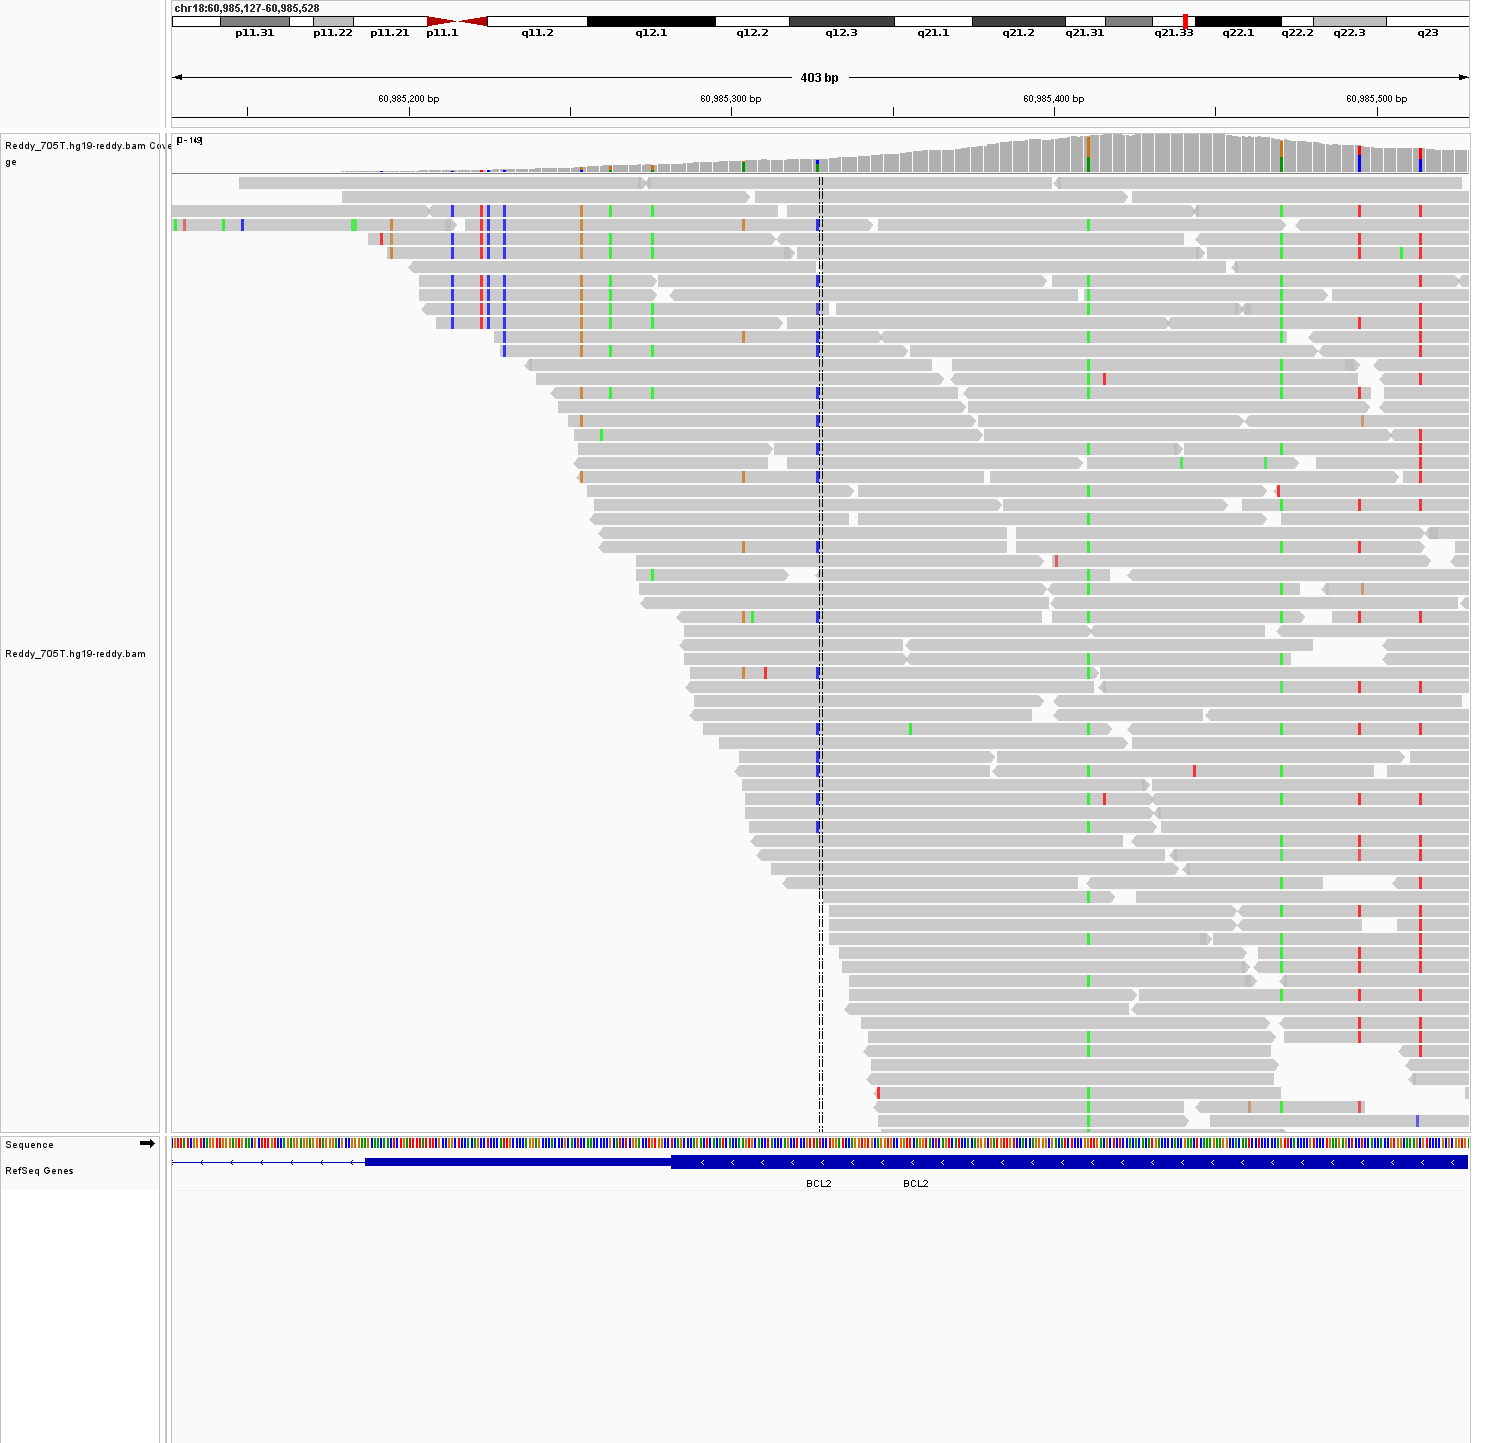 chr18:60,985,127-60,985,528
p11.31 p11.22 p11.21 p11.1 q11.2 q12.1 q12.2 q12.3 q21.1 q21.2 q21.31 q21.33 q22.1 q22.2 q22.3 q23
403 bp
60,985,200 bp 60,985,300 bp 60,985,400 bp 60,985,500 bp
Reddy_705T.hg19-reddy.bam Cove
ge
[0 - 149]
Reddy_705T.hg19-reddy.bam
Sequence
RefSeq Genes
BCL2 BCL2